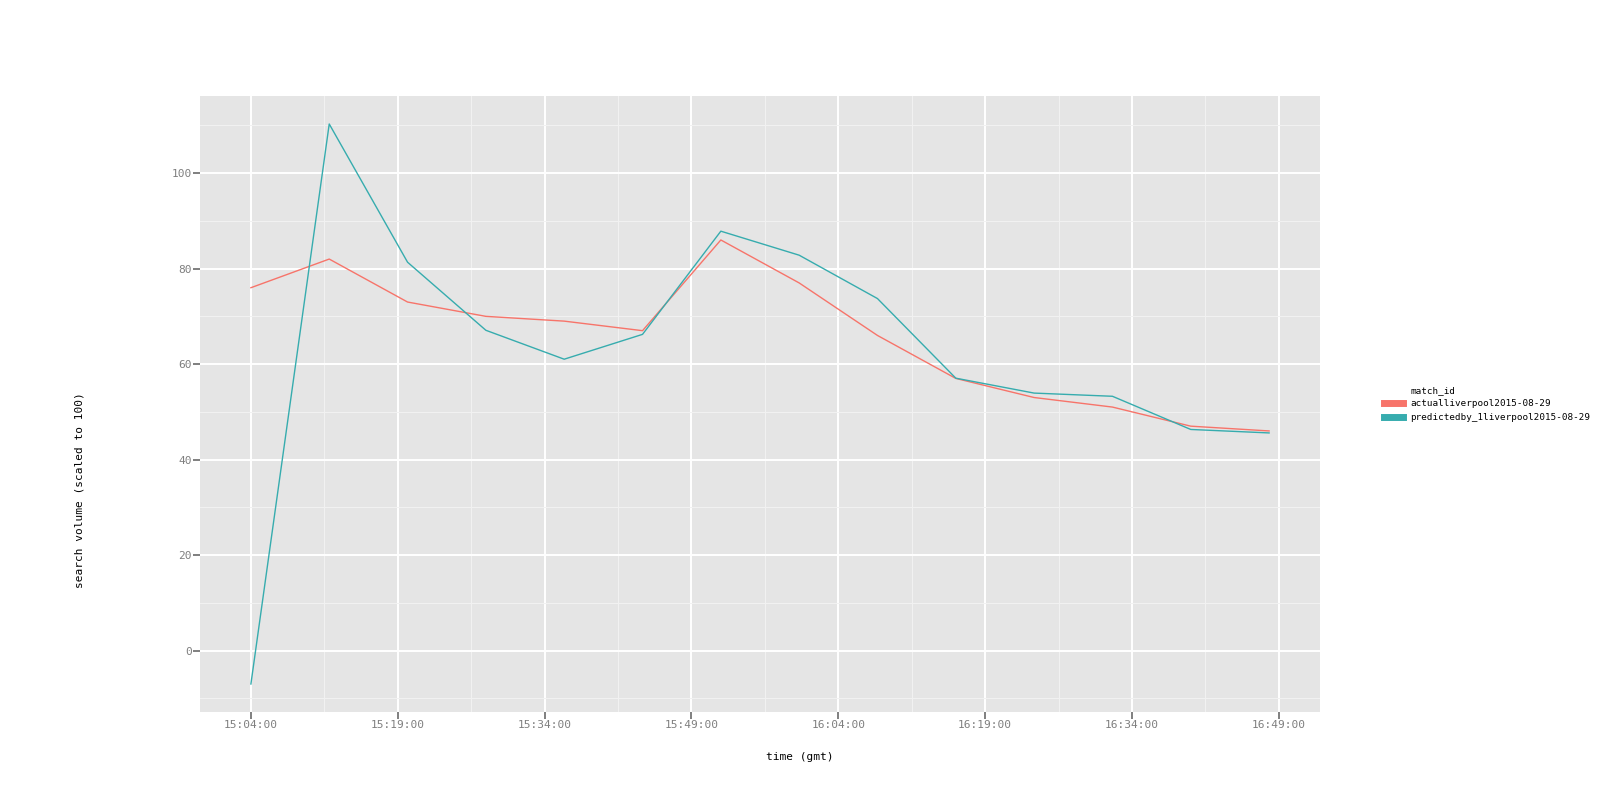 100
80
60
40
20
0
search volume (scaled to 100)
15:04:00 15:19:00 15:34:00 15:49:00 16:04:00 16:19:00 16:34:00 16:49:00
time (gmt)
match_id
actualliverpool2015-08-29
predictedby_1liverpool2015-08-29